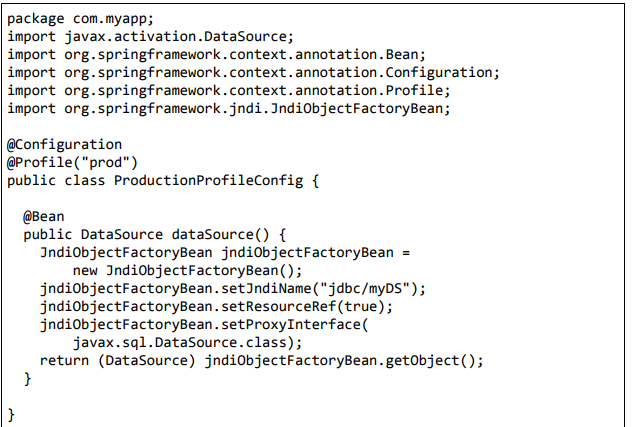 package com.myapp;
import javax.activation.DataSource;
import org.springframework.context.annotation.Bean;
import org.springframework.context.annotation.Configuration;
import org.springframework.context.annotation.Profile;
import org.springframework.jndi.JndiObjectFactoryBean;

@Configuration
@Profile("prod")
public class ProductionProfileConfig {

  @Bean
  public DataSource dataSource() {
    JndiObjectFactoryBean jndiObjectFactoryBean =
        new JndiObjectFactoryBean();
    jndiObjectFactoryBean.setJndiName("jdbc/myDS");
    jndiObjectFactoryBean.setResourceRef(true);
    jndiObjectFactoryBean.setProxyInterface(
        javax.sql.DataSource.class);
    return (DataSource) jndiObjectFactoryBean.getObject();
  }

}